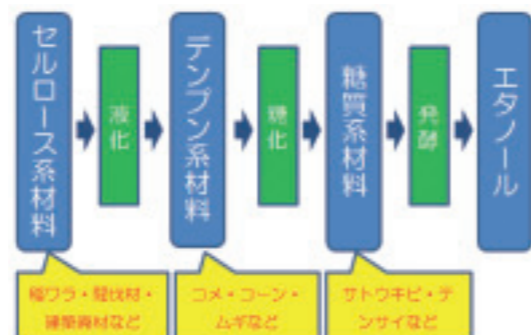 セルロース系材料
液化
デンプン系材料
糖化
糖質系材料
発酵
エタノール
稲ワラ・間伐材・
建築廃材など
コメ・コーン・
ムギなど
サトウキビ・テ
ンサイなど